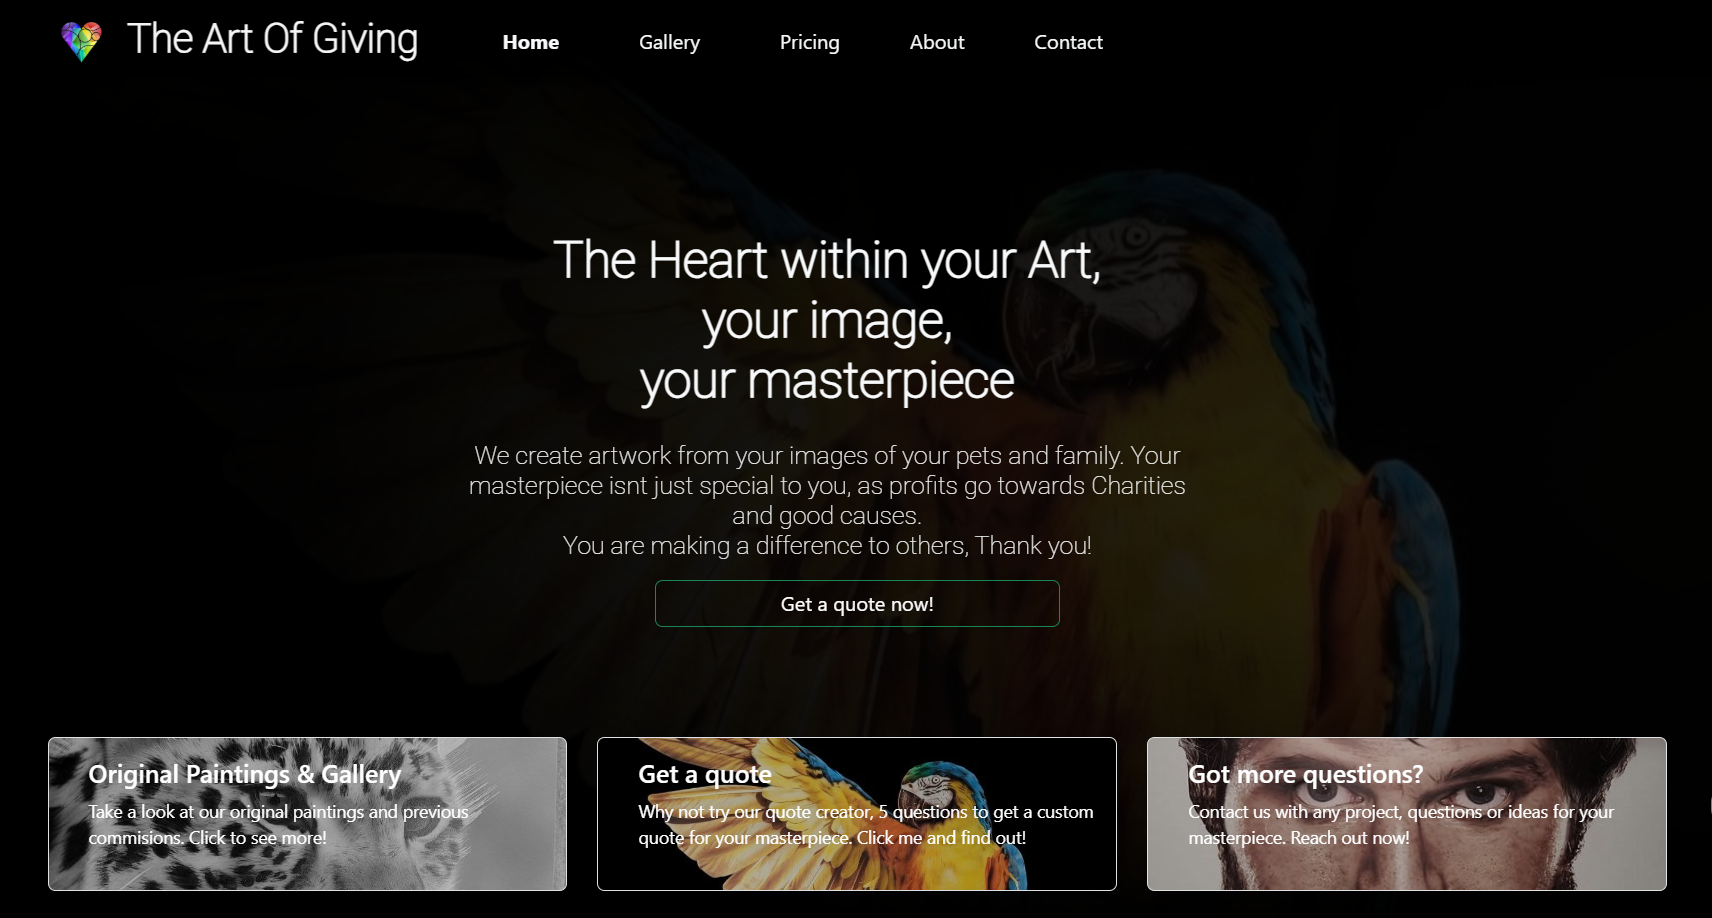 The Art Of Giving
Home Gallery Pricing About Contact
The Heart within your Art,
your image,
your masterpiece
We create artwork from your images of your pets and family. Your
masterpiece isnt just special to you, as profits go towards Charities
and good causes.
You are making a difference to others, Thank you!
Get a quote now!
Original Paintings & Gallery
Take a look at our original paintings and previous
commisions. Click to see more!
Get a quote
Why not try our quote creator, 5 questions to get a custom
quote for your masterpiece. Click me and find out!
Got more questions?
Contact us with any project, questions or ideas for your
masterpiece. Reach out now!